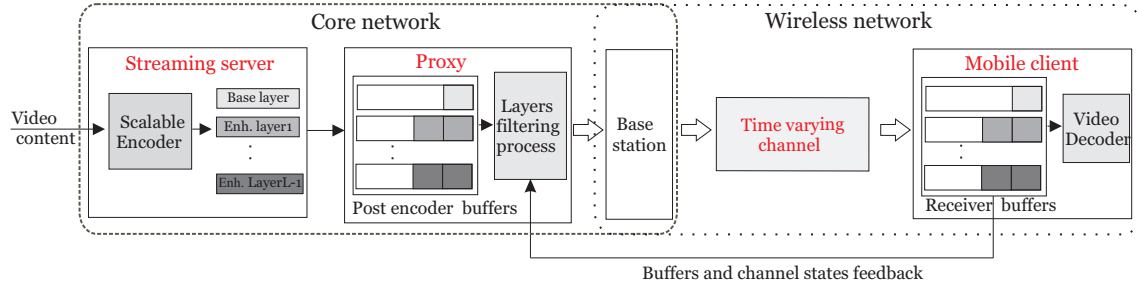 Core network
Wireless network
Streaming server
Proxy
Mobile client
Video
content
Scalable
Encoder
Base layer
Enh. layer1
Enh. LayerL-1
Layers
filtering
process
Post encoder buffers
Base
station
Time varying
channel
Video
Decoder
Receiver buffers
Buffers and channel states feedback